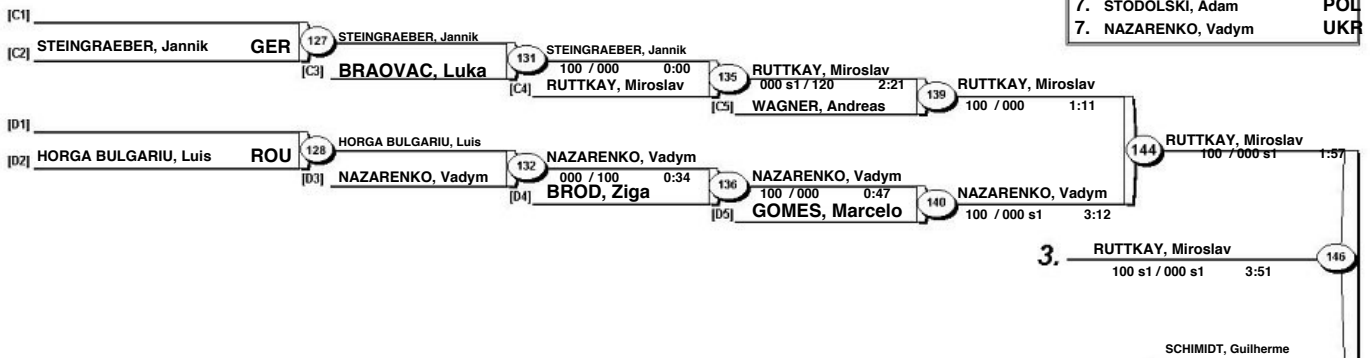 7. STODOLSKI, Adam POL
7. NAZARENKO, Vadym UKR
[C1]
[C2] STEINGRAEBER, Jannik GER
127
STEINGRAEBER, Jannik
[C3] BRAOVAC, Luka
131
STEINGRAEBER, Jannik
100 / 000 0:00
[C4] RUTTKAY, Miroslav
135
RUTTKAY, Miroslav
000 s1 / 120 2:21
[C5] WAGNER, Andreas
139
RUTTKAY, Miroslav
100 / 000 1:11
[D1]
[D2] HORGA BULGARIU, Luis ROU
128
HORGA BULGARIU, Luis
[D3] NAZARENKO, Vadym
132
NAZARENKO, Vadym
000 / 100 0:34
[D4] BROD, Ziga
136
NAZARENKO, Vadym
100 / 000 0:47
[D5] GOMES, Marcelo
140
NAZARENKO, Vadym
100 / 000 s1 3:12
144
RUTTKAY, Miroslav
100 / 000 s1 1:57
3. RUTTKAY, Miroslav
100 s1 / 000 s1 3:51
146
SCHIMIDT, Guilherme